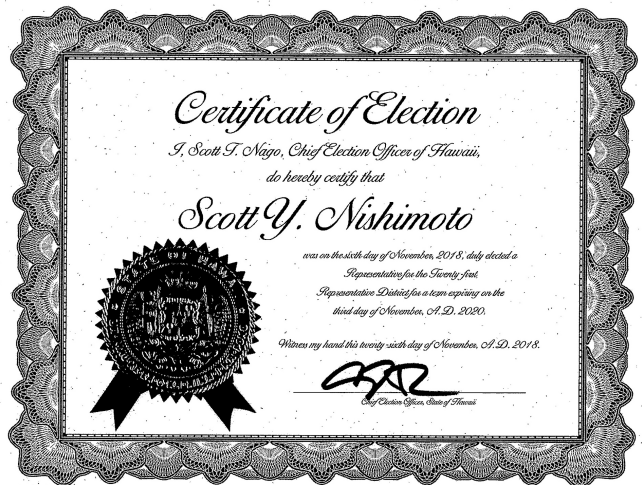 Certificate of Election
I, Scott T. Nago, Chief Election Officer of Hawaii,
do hereby certify that
Scott Y. Nishimoto
was on the sixth day of November, 2018, duly elected a
Representative for the Twenty-first
Representative District for a term expiring on the
third day of November, A.D. 2020.
Witness my hand this twenty-sixth day of November, A.D. 2018.
Chief Election Officer, State of Hawaii